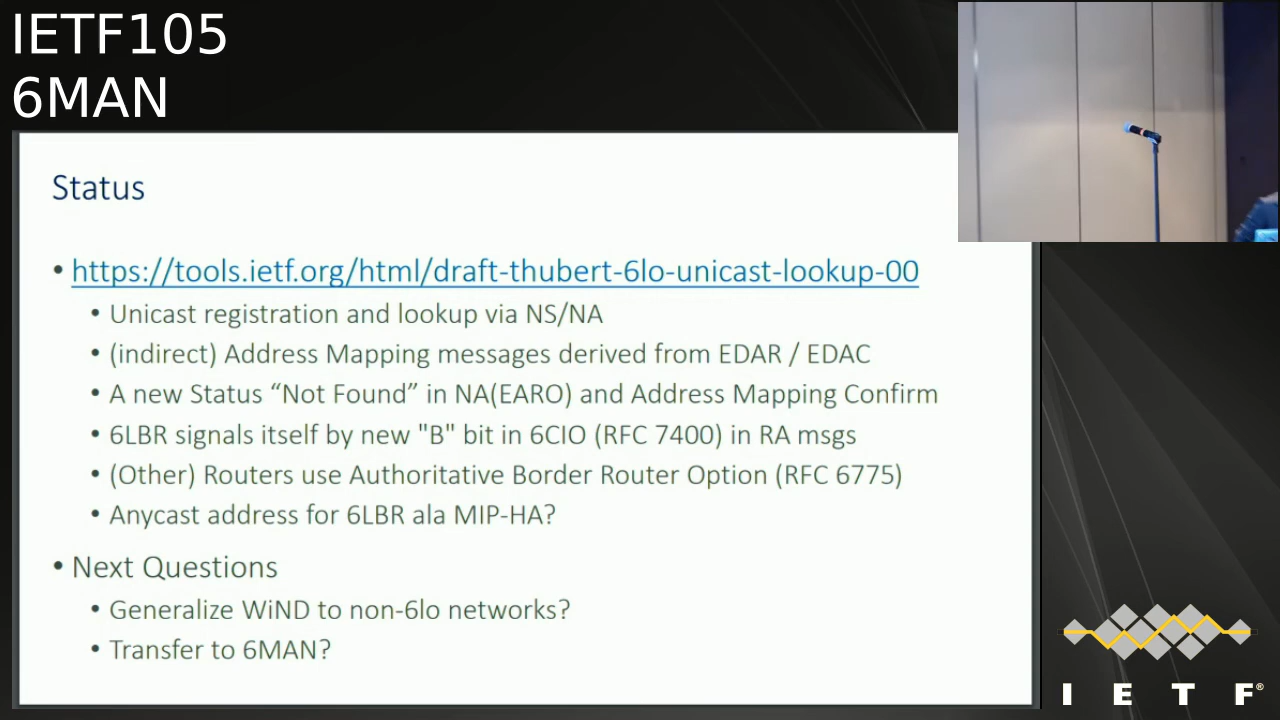 IETF105
6MAN
Status
• https://tools.ietf.org/html/draft-thubert-6lo-unicast-lookup-00
• Unicast registration and lookup via NS/NA
• (indirect) Address Mapping messages derived from EDAR / EDAC
• A new Status “Not Found” in NA(EARO) and Address Mapping Confirm
• 6LBR signals itself by new "B" bit in 6CIO (RFC 7400) in RA msgs
• (Other) Routers use Authoritative Border Router Option (RFC 6775)
• Anycast address for 6LBR ala MIP-HA?
• Next Questions
• Generalize WiND to non-6lo networks?
• Transfer to 6MAN?
I E T F®